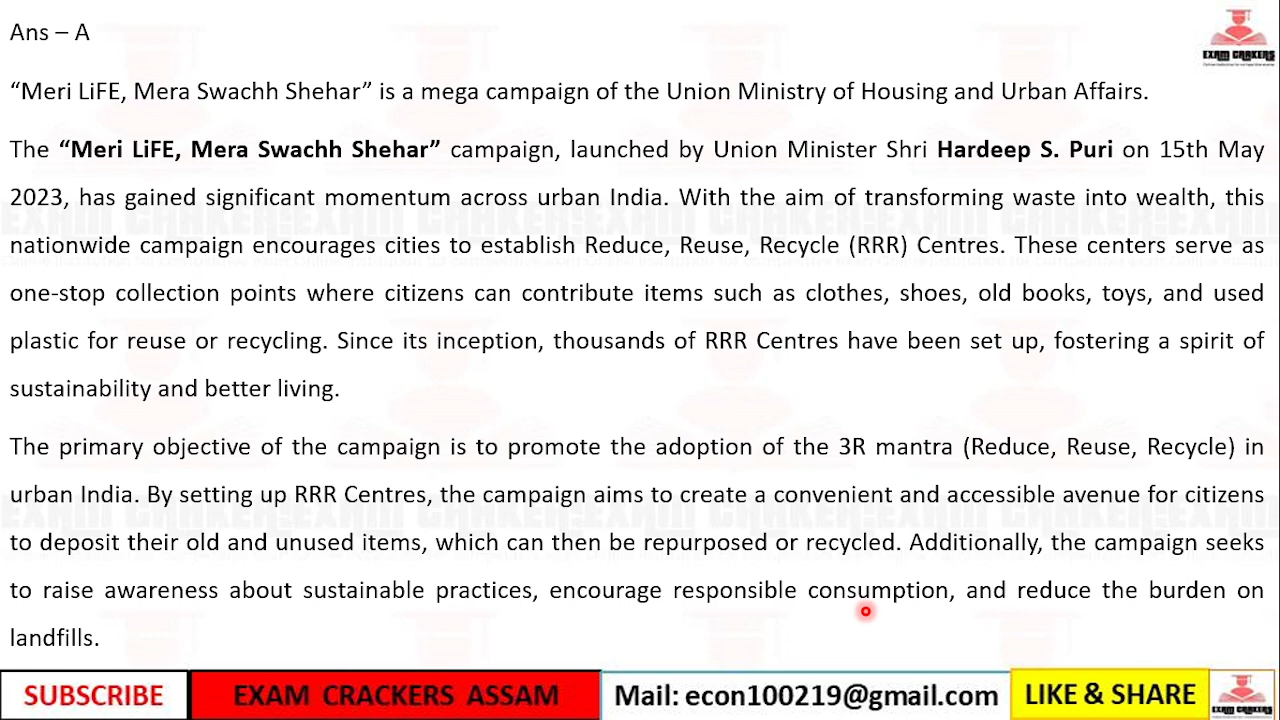 Ans – A
EXAM CRAKERS
“Meri LiFE, Mera Swachh Shehar” is a mega campaign of the Union Ministry of Housing and Urban Affairs.
The “Meri LiFE, Mera Swachh Shehar” campaign, launched by Union Minister Shri Hardeep S. Puri on 15th May
2023, has gained significant momentum across urban India. With the aim of transforming waste into wealth, this
nationwide campaign encourages cities to establish Reduce, Reuse, Recycle (RRR) Centres. These centers serve as
one-stop collection points where citizens can contribute items such as clothes, shoes, old books, toys, and used
plastic for reuse or recycling. Since its inception, thousands of RRR Centres have been set up, fostering a spirit of
sustainability and better living.
The primary objective of the campaign is to promote the adoption of the 3R mantra (Reduce, Reuse, Recycle) in
urban India. By setting up RRR Centres, the campaign aims to create a convenient and accessible avenue for citizens
to deposit their old and unused items, which can then be repurposed or recycled. Additionally, the campaign seeks
to raise awareness about sustainable practices, encourage responsible consumption, and reduce the burden on
landfills.
SUBSCRIBE
EXAM CRACKERS ASSAM
Mail: econ100219@gmail.com
LIKE & SHARE
EXAM CRAKERS